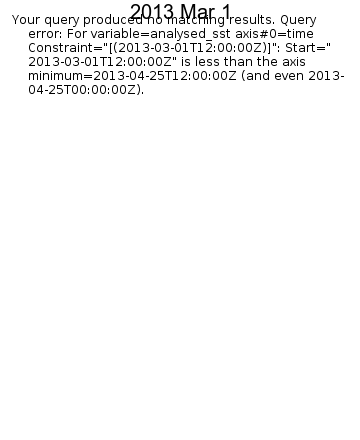 2013 Mar 1
Your query produced no matching results. Query
error: For variable=analysed_sst axis#0=time
Constraint="[(2013-03-01T12:00:00Z)]": Start="
2013-03-01T12:00:00Z" is less than the axis
minimum=2013-04-25T12:00:00Z (and even 2013-
04-25T00:00:00Z).